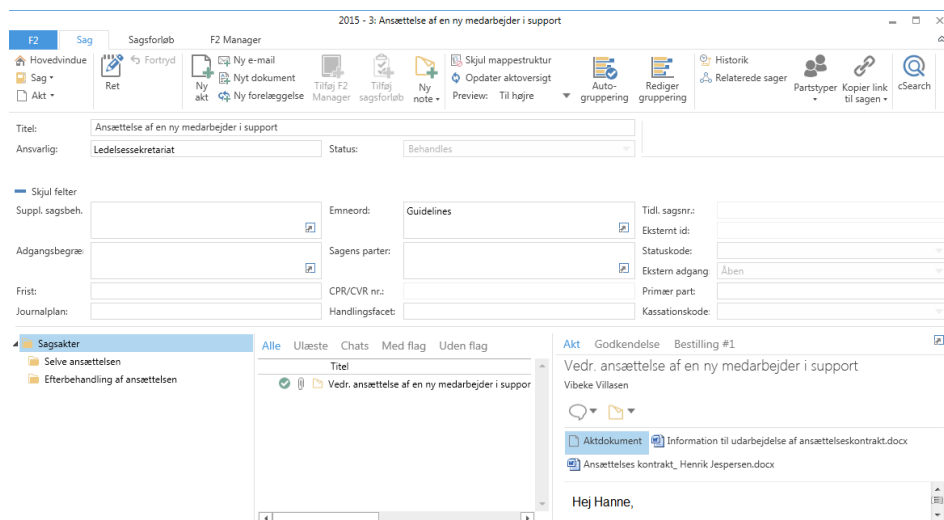 2015 - 3: Ansættelse af en ny medarbejder i support
F2 Sag Sagsforløb F2 Manager
Hovedvindue
Sag
Akt
Ret
Fortryd
Ny akt
Ny e-mail
Nyt dokument
Ny forelæggelse
Tilføj F2 Manager
Tilføj sagsforløb
Ny note
Skjul mappestruktur
Opdater aktoversigt
Preview: Til højre
Auto-gruppering
Rediger gruppering
Historik
Relaterede sager
Partstyper
Kopier link til sagen
cSearch
Titel: Ansættelse af en ny medarbejder i support
Ansvarlig: Ledelsessekretariat Status: Behandles
Skjul felter
Suppl. sagsbeh. Emneord: Guidelines Tidl. sagsnr.:
Eksternt id:
Adgangsbegræ Sagens parter: Statuskode:
Ekstern adgang Åben
Frist: CPR/CVR nr.: Primær part:
Journalplan: Handlingsfacet: Kassationskode:
Sagsakter
Selve ansættelsen
Efterbehandling af ansættelsen
Alle Ulæste Chats Med flag Uden flag
Titel
Vedr. ansættelse af en ny medarbejder i suppor
Akt Godkendelse Bestilling #1
Vedr. ansættelse af en ny medarbejder i support
Vibeke Villasen
Aktdokument Information til udarbejdelse af ansættelseskontrakt.docx
Ansættelses kontrakt_ Henrik Jespersen.docx
Hej Hanne,